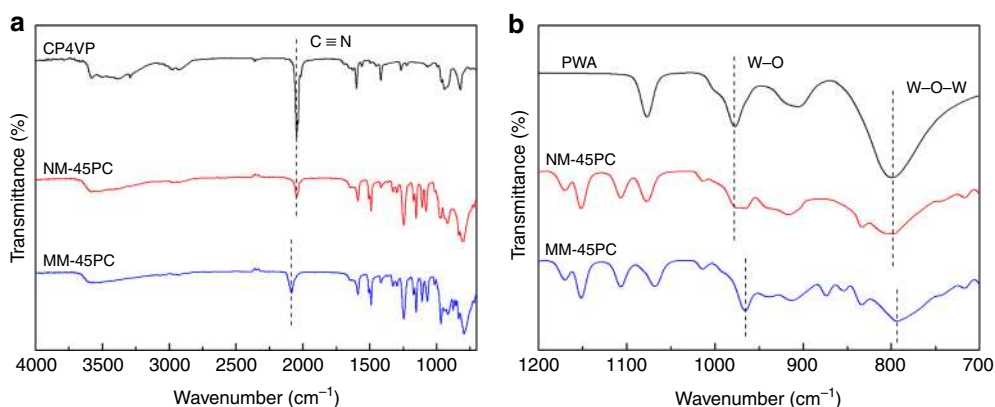 a
CP4VP
C ≡ N
NM-45PC
MM-45PC
Transmittance (%)
4000 3500 3000 2500 2000 1500 1000
Wavenumber (cm⁻¹)
b
PWA
W–O
W–O–W
NM-45PC
MM-45PC
Transmittance (%)
1200 1100 1000 900 800 700
Wavenumber (cm⁻¹)